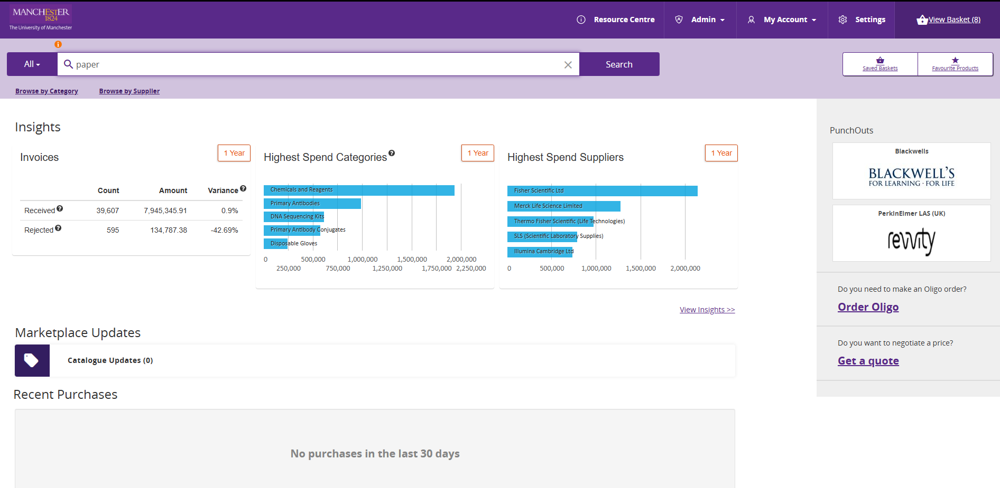 MANCHESTER
1824
The University of Manchester
Resource Centre
Admin
My Account
Settings
View Basket (8)
All
paper
Search
Saved Baskets
Favourite Products
Browse by Category
Browse by Supplier
Insights
Invoices
1 Year
Count Amount Variance
Received 39,607 7,945,345.91 0.9%
Rejected 595 134,787.38 -42.69%
Highest Spend Categories
1 Year
Chemicals and Reagents
Primary Antibodies
DNA Sequencing Kits
Primary Antibody Conjugates
Disposable Gloves
0 500,000 1,000,000 1,500,000 2,000,000
250,000 750,000 1,250,000 1,750,000 2,250,000
Highest Spend Suppliers
1 Year
Fisher Scientific Ltd
Merck Life Science Limited
Thermo Fisher Scientific (Life Technologies)
SLS (Scientific Laboratory Supplies)
Illumina Cambridge Ltd
0 500,000 1,000,000 1,500,000 2,000,000
View Insights >>
Marketplace Updates
Catalogue Updates (0)
Recent Purchases
No purchases in the last 30 days
PunchOuts
Blackwells
BLACKWELL'S
FOR LEARNING · FOR LIFE
PerkinElmer LAS (UK)
revvity
Do you need to make an Oligo order?
Order Oligo
Do you want to negotiate a price?
Get a quote